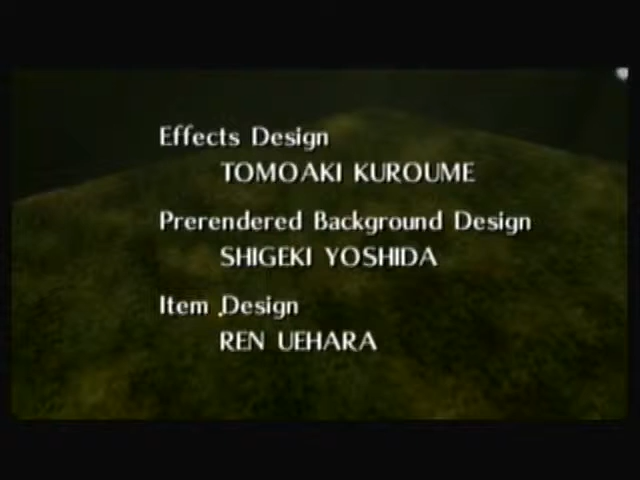 Effects Design
TOMOAKI KUROUME
Prerendered Background Design
SHIGEKI YOSHIDA
Item Design
REN UEHARA